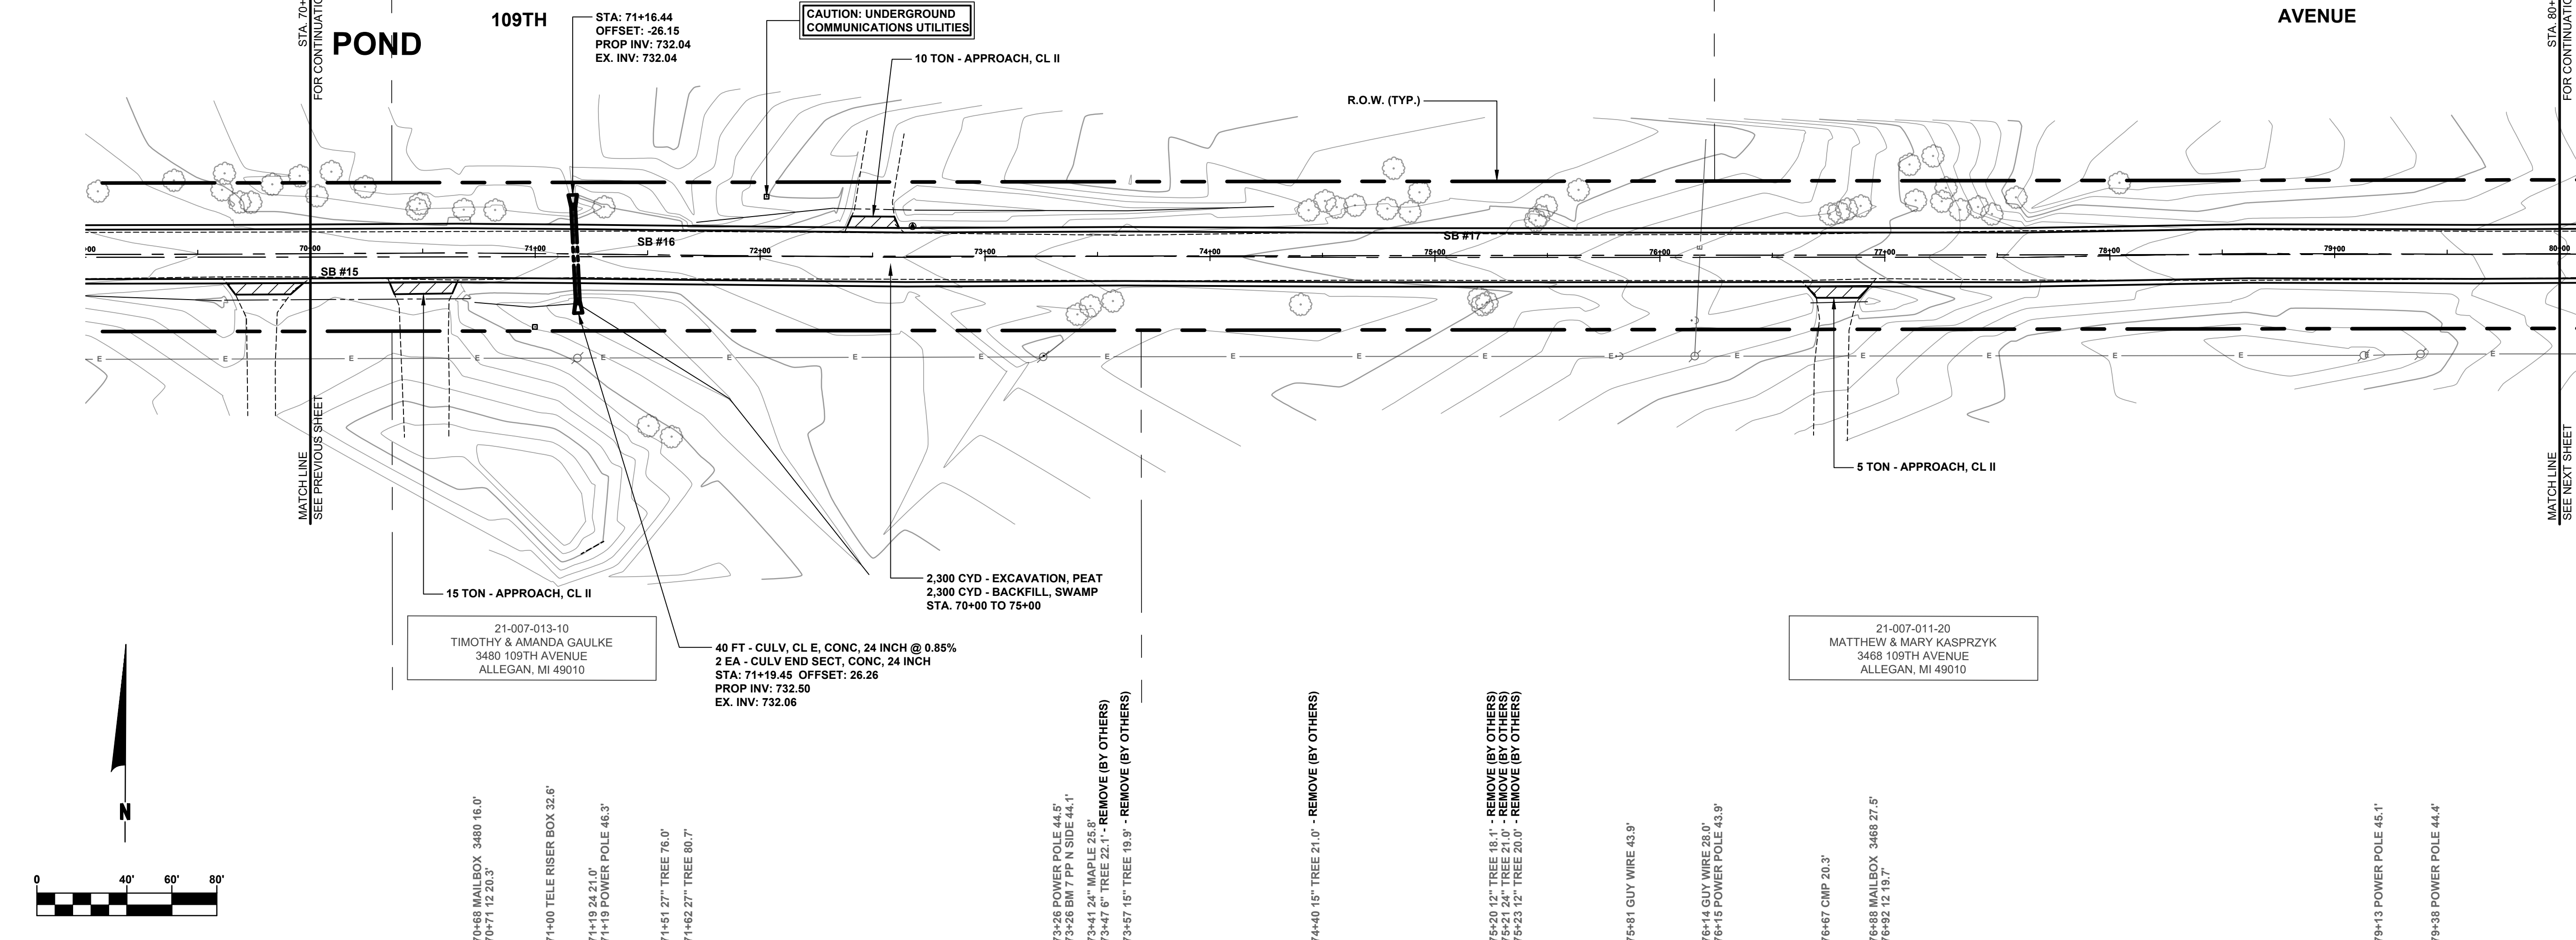 STA. 70+
FOR CONTINUATIO
POND
109TH
STA: 71+16.44
OFFSET: -26.15
PROP INV: 732.04
EX. INV: 732.04
CAUTION: UNDERGROUND
COMMUNICATIONS UTILITIES
10 TON - APPROACH, CL II
R.O.W. (TYP.)
AVENUE
STA. 80+
FOR CONTINUATIO
SB #16
SB #17
SB #15
+00
70+00
71+00
72+00
73+00
74+00
75+00
76+00
77+00
78+00
79+00
80+00
E
E E E E E E E E E E E E E E E E E E E E
MATCH LINE
SEE PREVIOUS SHEET
MATCH LINE
SEE NEXT SHEET
5 TON - APPROACH, CL II
15 TON - APPROACH, CL II
2,300 CYD - EXCAVATION, PEAT
2,300 CYD - BACKFILL, SWAMP
STA. 70+00 TO 75+00
21-007-013-10
TIMOTHY & AMANDA GAULKE
3480 109TH AVENUE
ALLEGAN, MI 49010
21-007-011-20
MATTHEW & MARY KASPRZYK
3468 109TH AVENUE
ALLEGAN, MI 49010
40 FT - CULV, CL E, CONC, 24 INCH @ 0.85%
2 EA - CULV END SECT, CONC, 24 INCH
STA: 71+19.45 OFFSET: 26.26
PROP INV: 732.50
EX. INV: 732.06
N
0 40' 60' 80'
70+68 MAILBOX 3480 16.0'
70+71 12 20.3'
71+00 TELE RISER BOX 32.6'
71+19 24 21.0'
71+19 POWER POLE 46.3'
71+51 27" TREE 76.0'
71+62 27" TREE 80.7'
73+26 POWER POLE 44.5'
73+26 BM 7 PP N SIDE 44.1'
73+41 24" MAPLE 25.8'
73+47 6" TREE 22.1' - REMOVE (BY OTHERS)
73+57 15" TREE 19.9' - REMOVE (BY OTHERS)
74+40 15" TREE 21.0' - REMOVE (BY OTHERS)
75+20 12" TREE 18.1' - REMOVE (BY OTHERS)
75+21 24" TREE 21.0' - REMOVE (BY OTHERS)
75+23 12" TREE 20.0' - REMOVE (BY OTHERS)
75+81 GUY WIRE 43.9'
76+14 GUY WIRE 28.0'
76+15 POWER POLE 43.9'
76+67 CMP 20.3'
76+88 MAILBOX 3468 27.5'
76+92 12 19.7'
79+13 POWER POLE 45.1'
79+38 POWER POLE 44.4'